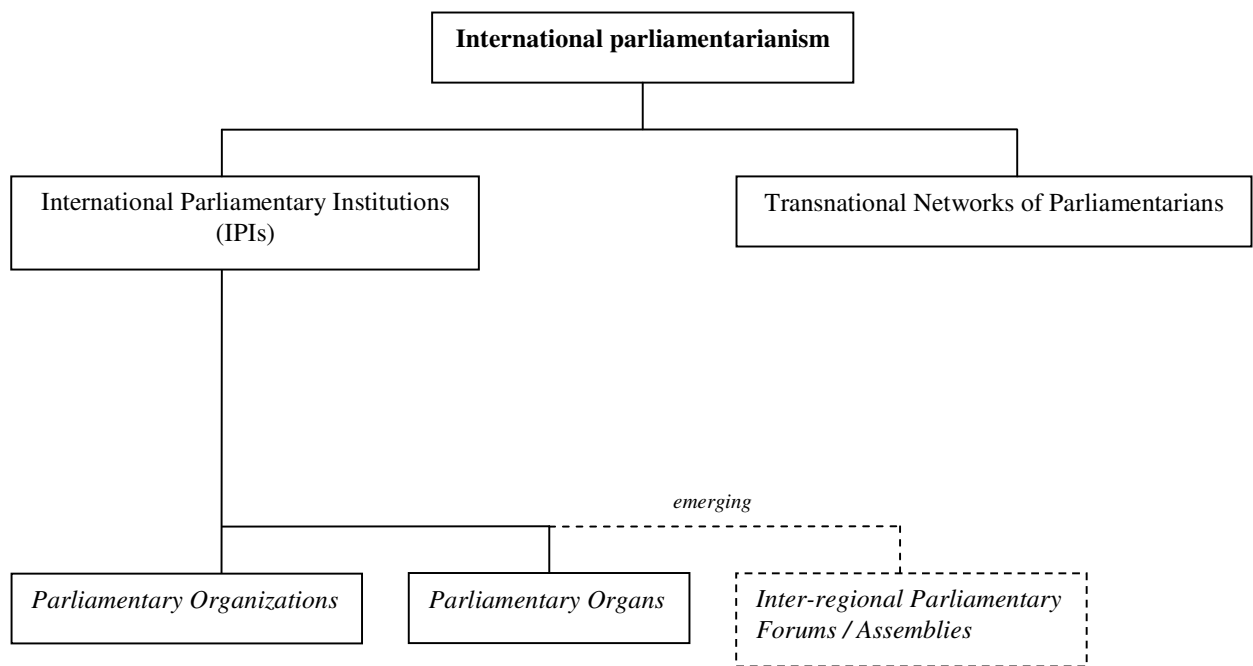 International parliamentarianism
International Parliamentary Institutions
(IPIs)
Transnational Networks of Parliamentarians
emerging
Parliamentary Organizations
Parliamentary Organs
Inter-regional Parliamentary
Forums / Assemblies